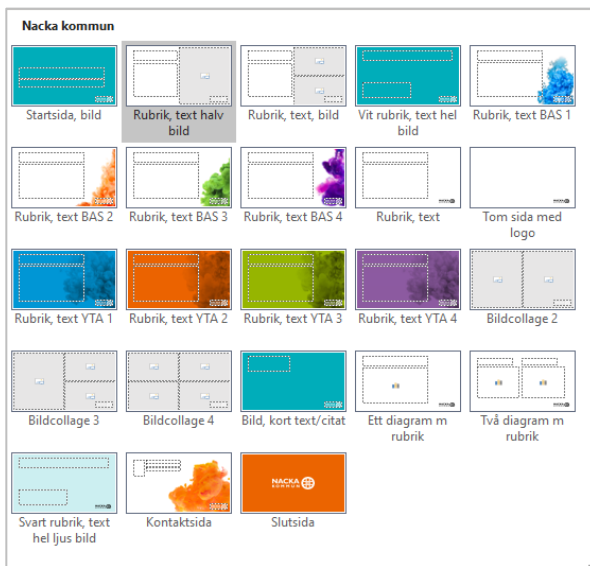 Nacka kommun
Startsida, bild
Rubrik, text halv
bild
Rubrik, text, bild
Vit rubrik, text hel
bild
Rubrik, text BAS 1
Rubrik, text BAS 2
Rubrik, text BAS 3
Rubrik, text BAS 4
Rubrik, text
Tom sida med
logo
Rubrik, text YTA 1
Rubrik, text YTA 2
Rubrik, text YTA 3
Rubrik, text YTA 4
Bildcollage 2
Bildcollage 3
Bildcollage 4
Bild, kort text/citat
Ett diagram m
rubrik
Två diagram m
rubrik
NACKA
KOMMUN
Svart rubrik, text
hel ljus bild
Kontaktsida
Slutsida